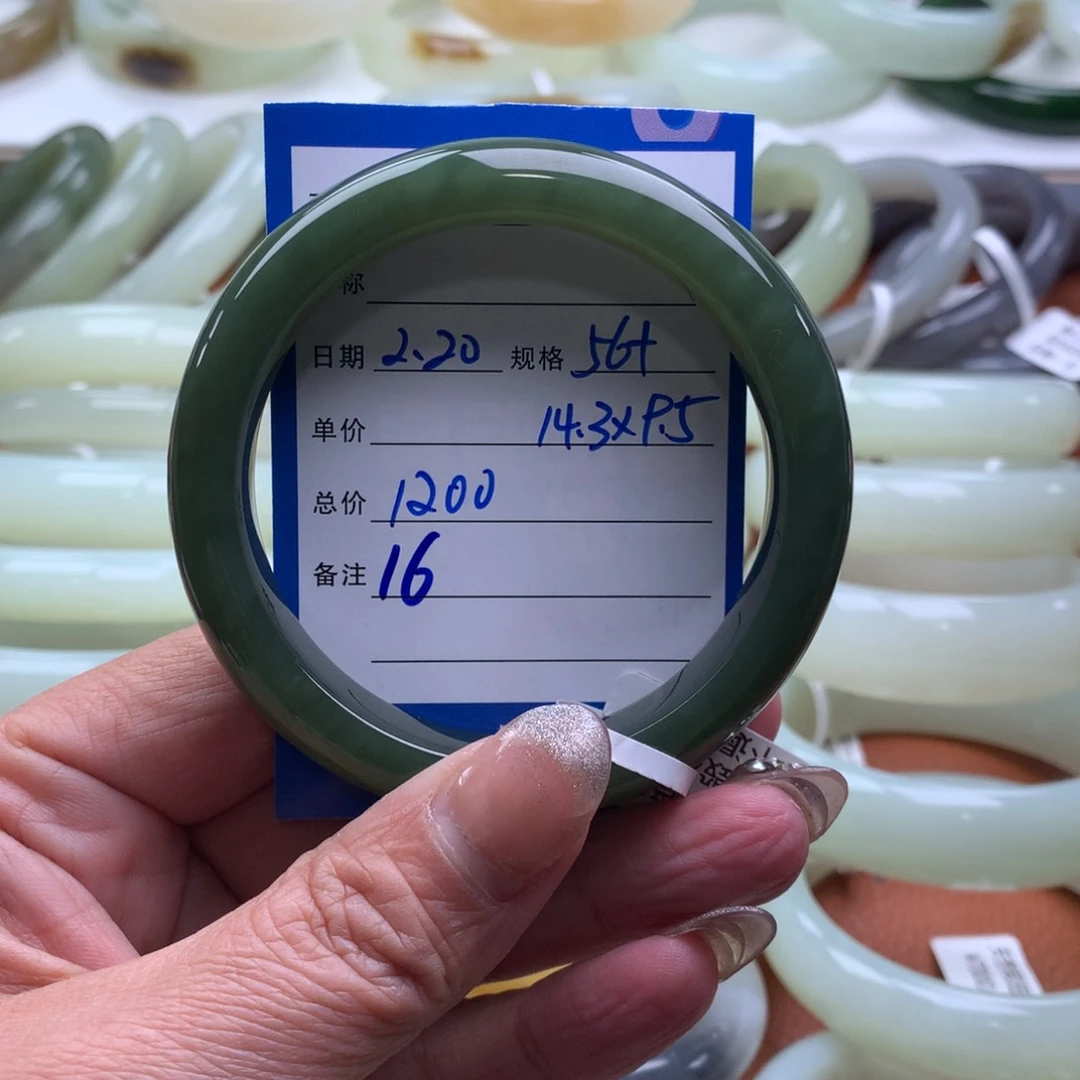 称
日期 2.20 规格 56+
单价 14.3x9.5
总价 1200
备注 16